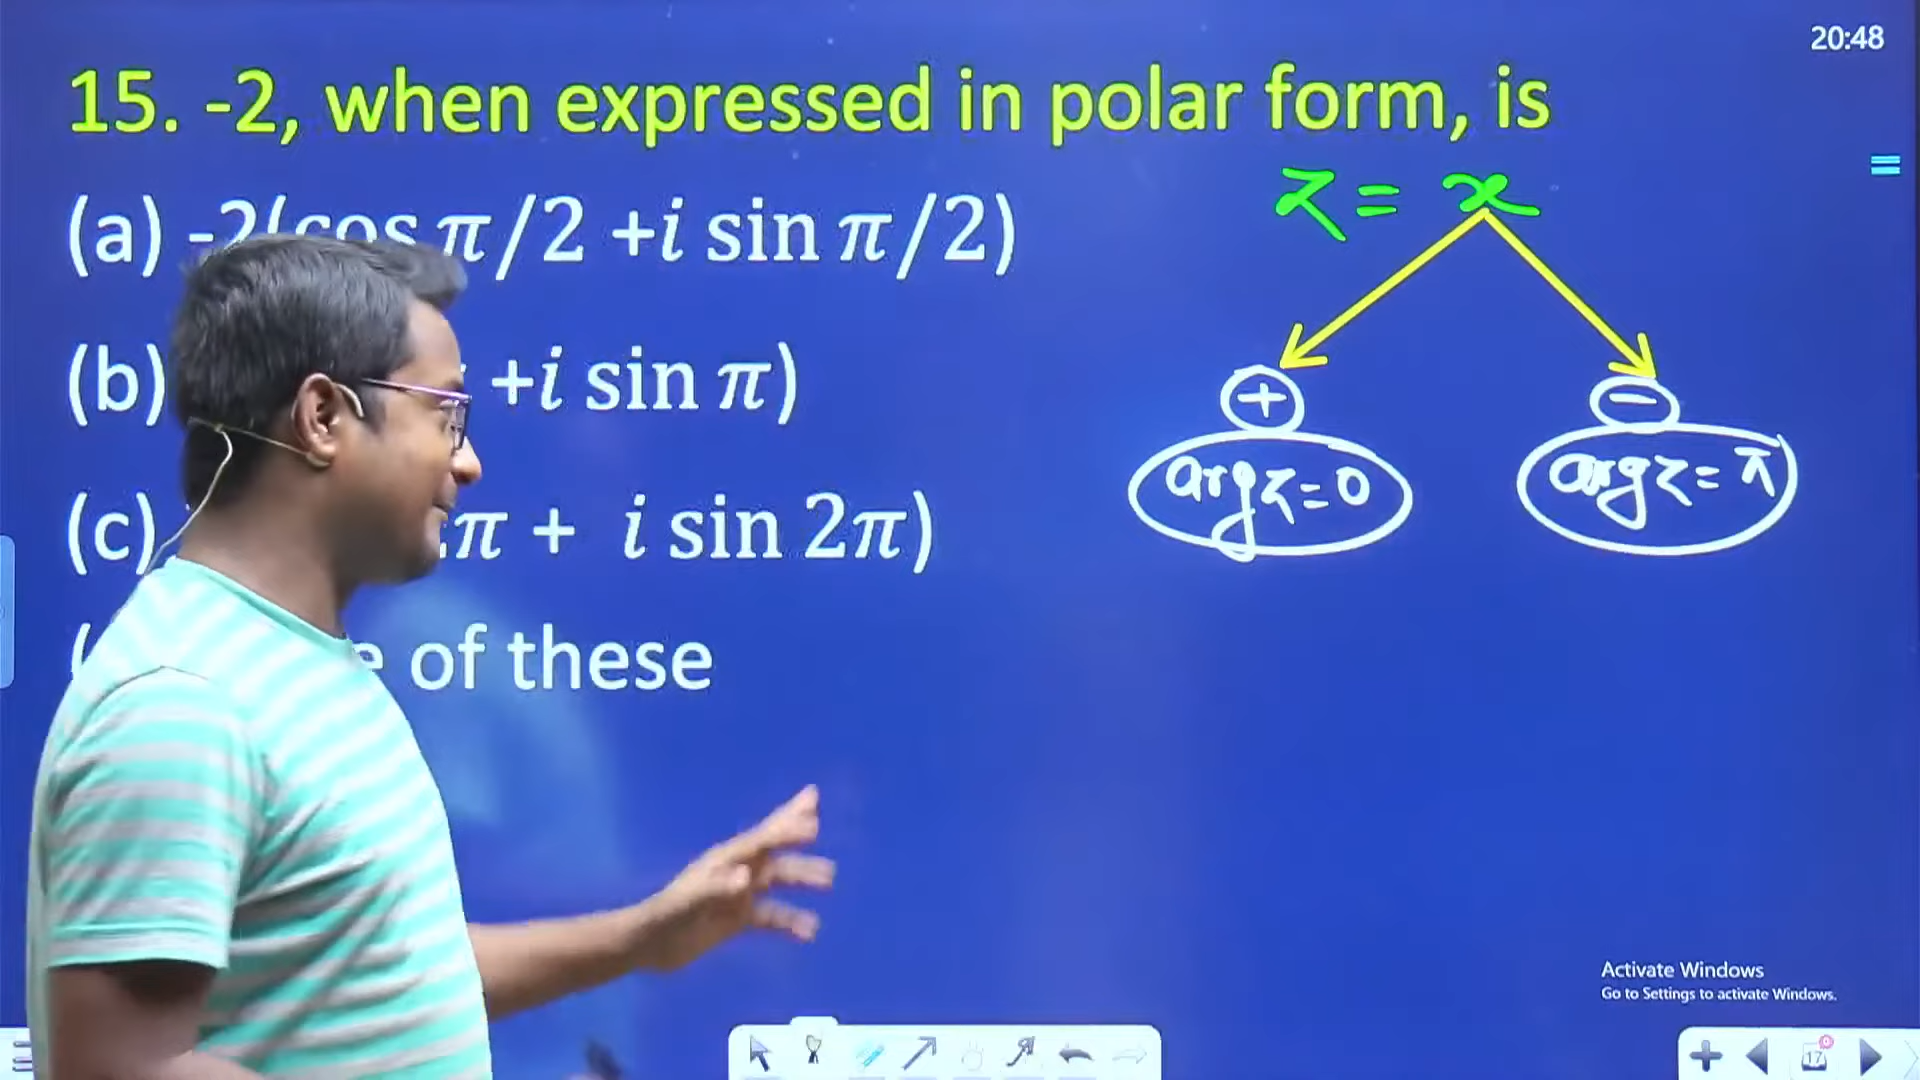 20:48
15. -2, when expressed in polar form, is
z = x
(a) -2(cos π/2 +i sin π/2)
(b) +i sin π)
+ -
(c) π + i sin 2π)
arg z = 0 arg z = π
of these
Activate Windows
Go to Settings to activate Windows.
17